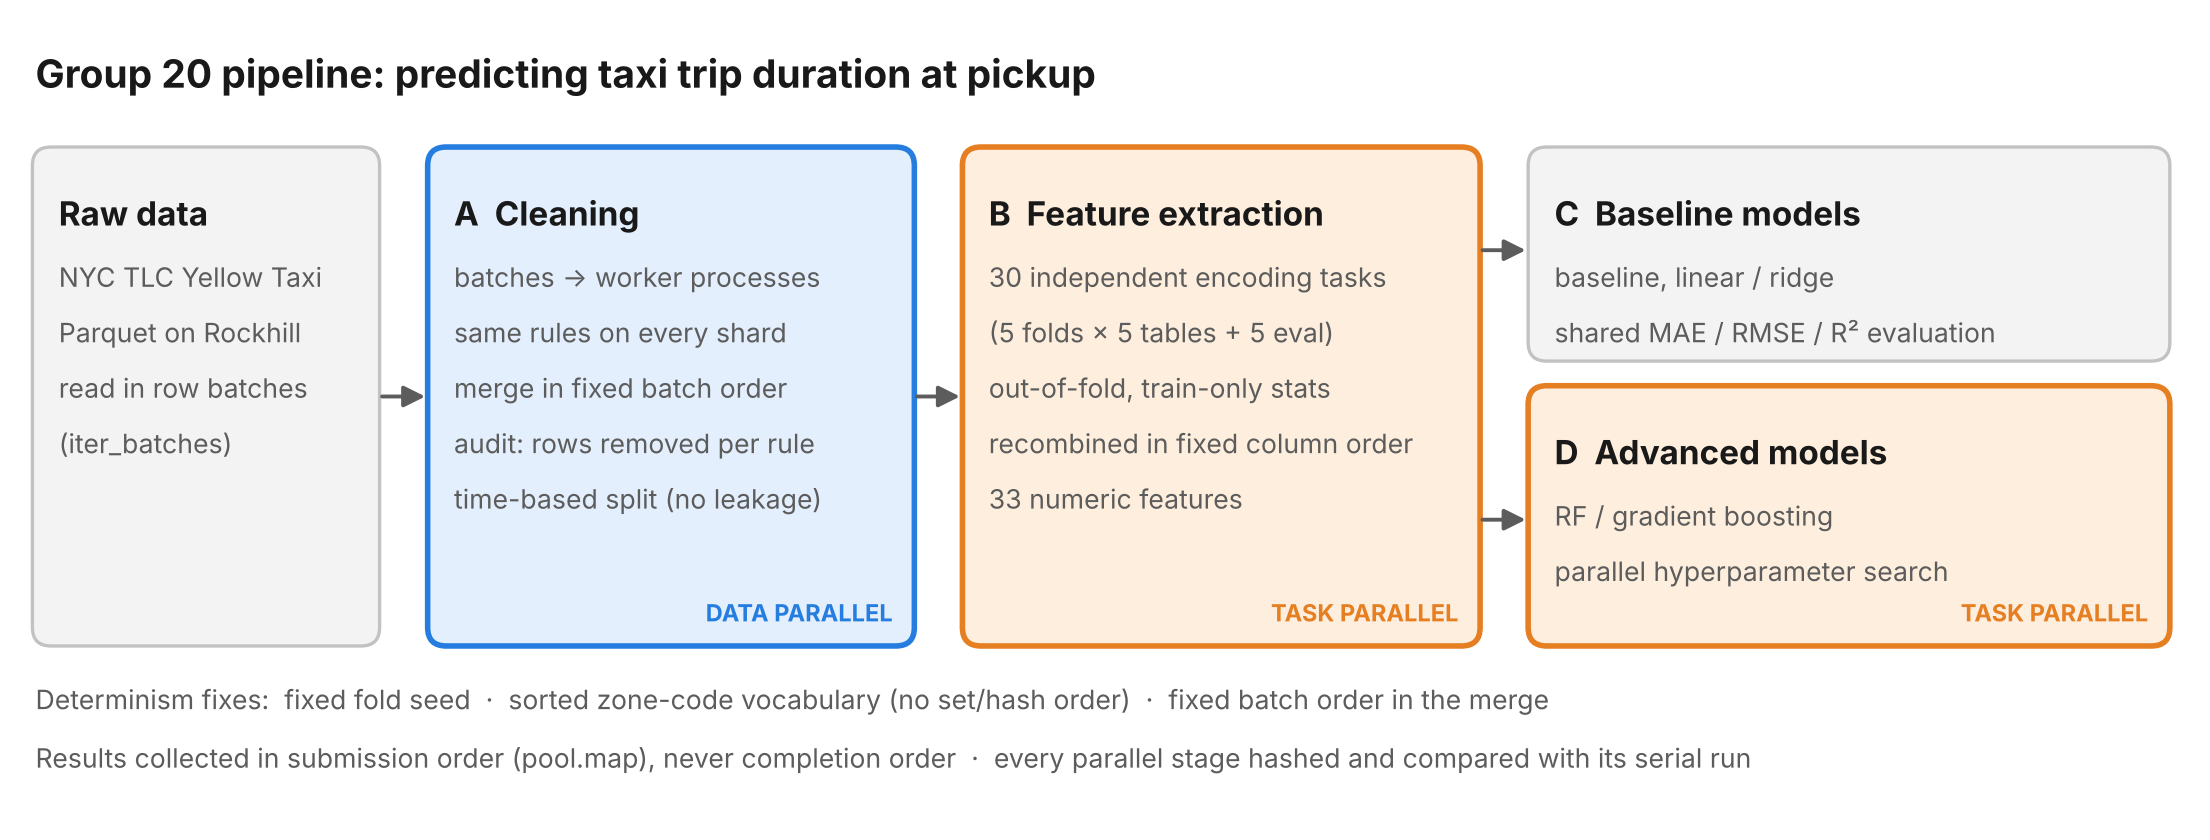 Group 20 pipeline: predicting taxi trip duration at pickup
Raw data
NYC TLC Yellow Taxi
Parquet on Rockhill
read in row batches
(iter_batches)
A Cleaning
batches → worker processes
same rules on every shard
merge in fixed batch order
audit: rows removed per rule
time-based split (no leakage)
DATA PARALLEL
B Feature extraction
30 independent encoding tasks
(5 folds × 5 tables + 5 eval)
out-of-fold, train-only stats
recombined in fixed column order
33 numeric features
TASK PARALLEL
C Baseline models
baseline, linear / ridge
shared MAE / RMSE / R² evaluation
D Advanced models
RF / gradient boosting
parallel hyperparameter search
TASK PARALLEL
Determinism fixes: fixed fold seed · sorted zone-code vocabulary (no set/hash order) · fixed batch order in the merge
Results collected in submission order (pool.map), never completion order · every parallel stage hashed and compared with its serial run